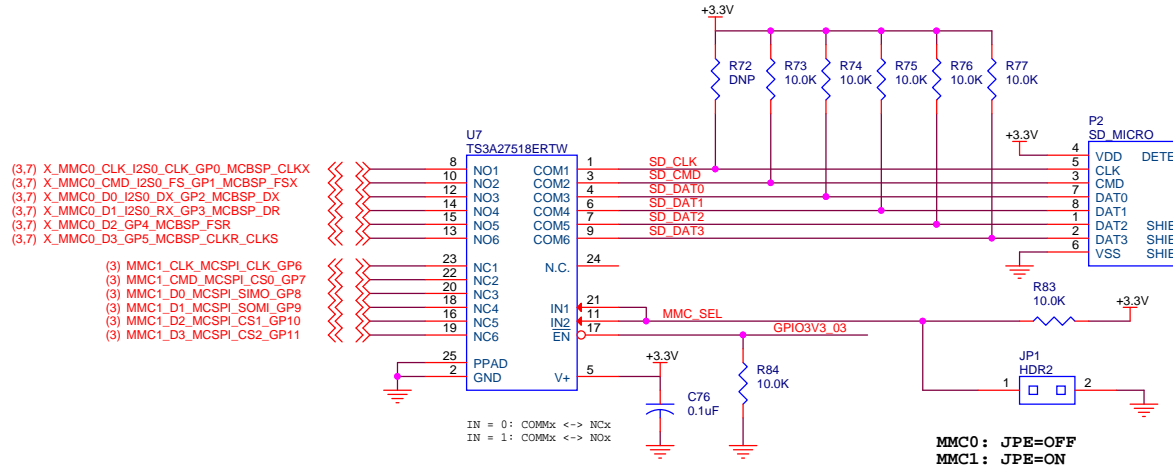 +3.3V
R72
DNP
R73
10.0K
R74
10.0K
R75
10.0K
R76
10.0K
R77
10.0K
U7
TS3A27518ERTW
(3,7) X_MMC0_CLK_I2S0_CLK_GP0_MCBSP_CLKX 8 NO1 COM1 1 SD_CLK
(3,7) X_MMC0_CMD_I2S0_FS_GP1_MCBSP_FSX 10 NO2 COM2 3 SD_CMD
(3,7) X_MMC0_D0_I2S0_DX_GP2_MCBSP_DX 12 NO3 COM3 4 SD_DAT0
(3,7) X_MMC0_D1_I2S0_RX_GP3_MCBSP_DR 14 NO4 COM4 6 SD_DAT1
(3,7) X_MMC0_D2_GP4_MCBSP_FSR 15 NO5 COM5 7 SD_DAT2
(3,7) X_MMC0_D3_GP5_MCBSP_CLKR_CLKS 13 NO6 COM6 9 SD_DAT3
P2
SD_MICRO
+3.3V
4 VDD DETE
5 CLK
3 CMD
7 DAT0
8 DAT1
1 DAT2 SHIE
2 DAT3 SHIE
6 VSS SHIE
(3) MMC1_CLK_MCSPI_CLK_GP6 23 NC1 N.C. 24
(3) MMC1_CMD_MCSPI_CS0_GP7 22 NC2
(3) MMC1_D0_MCSPI_SIMO_GP8 20 NC3
(3) MMC1_D1_MCSPI_SOMI_GP9 18 NC4 IN1 21
(3) MMC1_D2_MCSPI_CS1_GP10 16 NC5 IN2 11 MMC_SEL
(3) MMC1_D3_MCSPI_CS2_GP11 19 NC6 EN 17 GPIO3V3_03
R83
10.0K
+3.3V
25 PPAD
2 GND V+ 5
+3.3V
R84
10.0K
C76
0.1uF
JP1
HDR2
1 2
IN = 0: COMMx <-> NCx
IN = 1: COMMx <-> NOx
MMC0: JPE=OFF
MMC1: JPE=ON